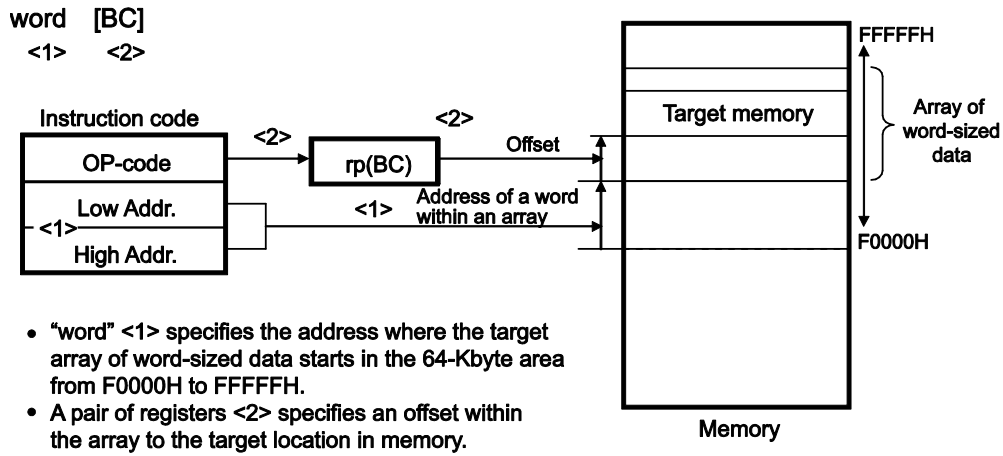 word [BC]
<1> <2>
Instruction code
OP-code
Low Addr.
<1>
High Addr.
<2>
rp(BC)
<2>
Offset
<1>
Address of a word
within an array
Target memory
FFFFFH
Array of
word-sized
data
F0000H
Memory
• “word” <1> specifies the address where the target
array of word-sized data starts in the 64-Kbyte area
from F0000H to FFFFFH.
• A pair of registers <2> specifies an offset within
the array to the target location in memory.